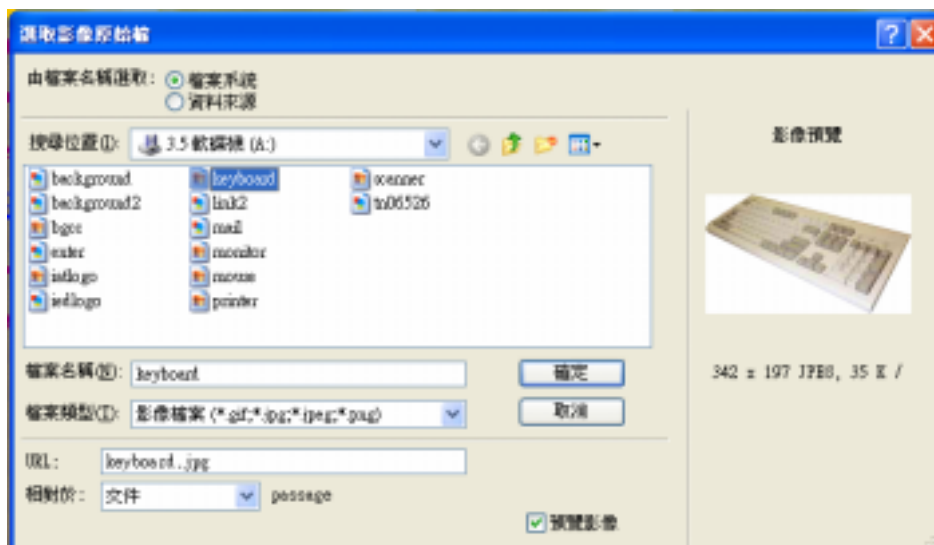 選取影像原始檔
由檔案名稱選取: 檔案系統
資料來源
搜尋位置(I): 3.5 軟碟機 (A:)
background
background2
bgcc
enter
istlogo
iedlogo
keyboard
link2
mail
monitor
mouse
printer
scanner
tn06526
檔案名稱(N): keyboard
確定
檔案類型(T): 影像檔案 (*.gif;*.jpg;*.jpeg;*.png)
取消
URL: keyboard.jpg
相對於: 文件 passage
預覽影像
影像預覽
342 x 197 JPEG, 35 K /